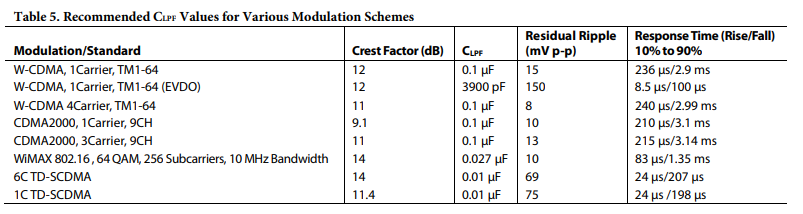 Table 5. Recommended CLPF Values for Various Modulation Schemes
Modulation/Standard Crest Factor (dB) CLPF Residual Ripple (mV p-p) Response Time (Rise/Fall) 10% to 90%
W-CDMA, 1Carrier, TM1-64 12 0.1 µF 15 236 µs/2.9 ms
W-CDMA, 1Carrier, TM1-64 (EVDO) 12 3900 pF 150 8.5 µs/100 µs
W-CDMA 4Carrier, TM1-64 11 0.1 µF 8 240 µs/2.99 ms
CDMA2000, 1Carrier, 9CH 9.1 0.1 µF 10 210 µs/3.1 ms
CDMA2000, 3Carrier, 9CH 11 0.1 µF 13 215 µs/3.14 ms
WiMAX 802.16, 64 QAM, 256 Subcarriers, 10 MHz Bandwidth 14 0.027 µF 10 83 µs/1.35 ms
6C TD-SCDMA 14 0.01 µF 69 24 µs/207 µs
1C TD-SCDMA 11.4 0.01 µF 75 24 µs /198 µs